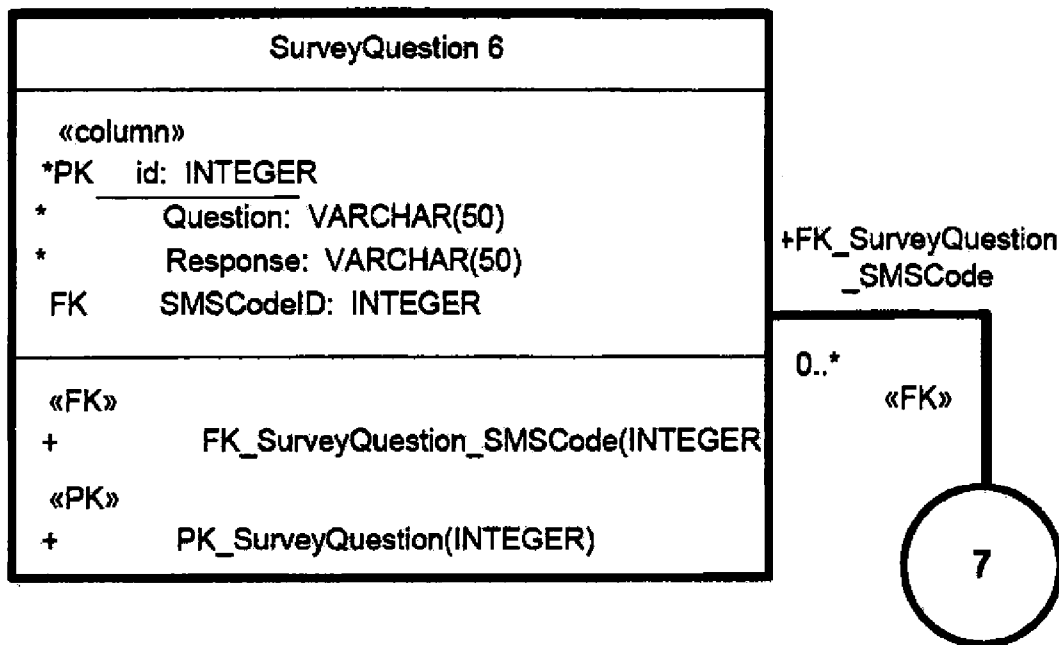 SurveyQuestion 6
«column»
*PK id: INTEGER
* Question: VARCHAR(50)
* Response: VARCHAR(50)
FK SMSCodeID: INTEGER
+FK_SurveyQuestion
_SMSCode
0..*
«FK»
«FK»
+ FK_SurveyQuestion_SMSCode(INTEGER
«PK»
+ PK_SurveyQuestion(INTEGER)
7